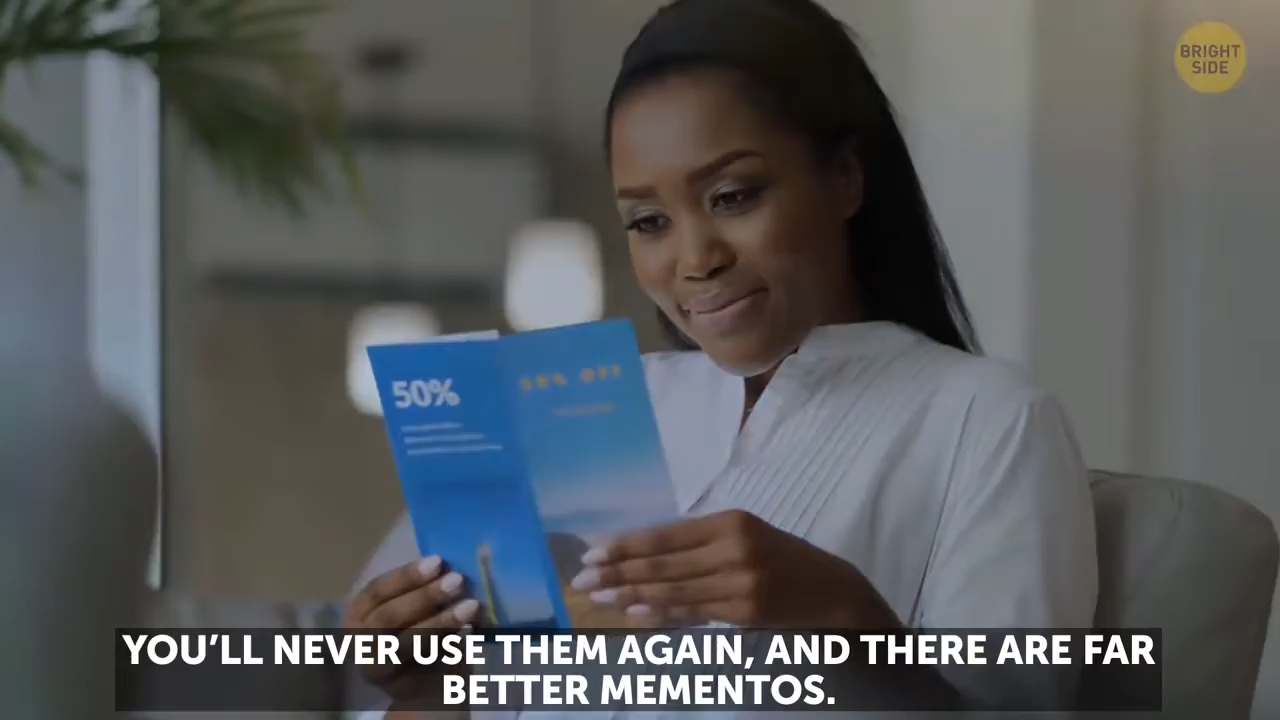 BRIGHT
SIDE
50%
YOU'LL NEVER USE THEM AGAIN, AND THERE ARE FAR
BETTER MEMENTOS.